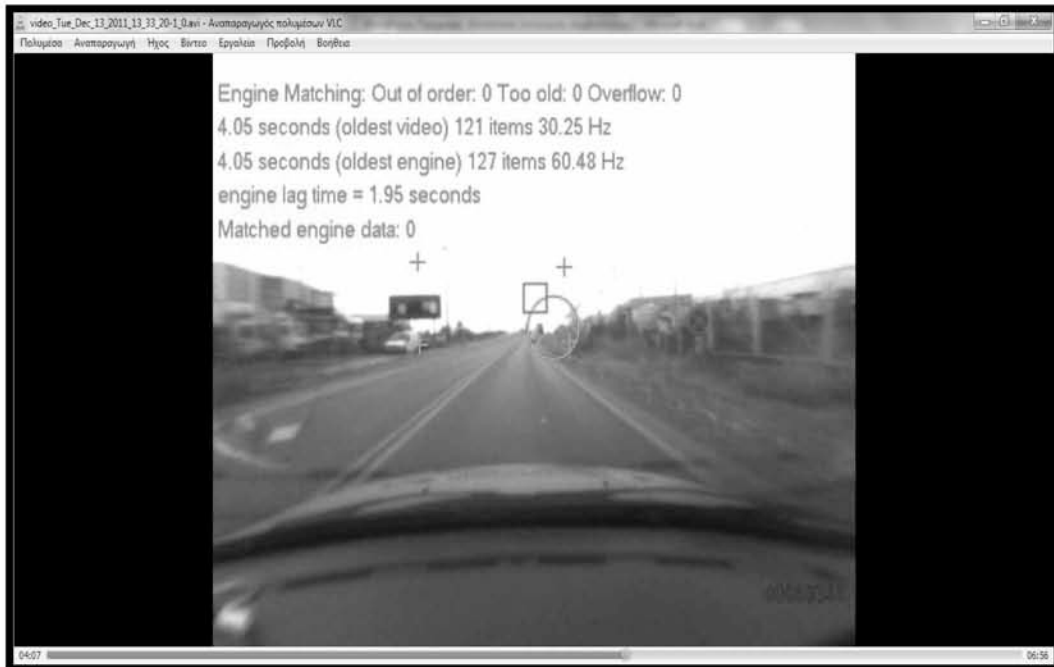 video_Tue_Dec_13_2011_13_33_20-1_0.avi - Αναπαραγωγός πολυμέσων VLC
Πολυμέσα Αναπαραγωγή Ήχος Βίντεο Εργαλεία Προβολή Βοήθεια
Engine Matching: Out of order: 0 Too old: 0 Overflow: 0
4.05 seconds (oldest video) 121 items 30.25 Hz
4.05 seconds (oldest engine) 127 items 60.48 Hz
engine lag time = 1.95 seconds
Matched engine data: 0
04:07 06:56